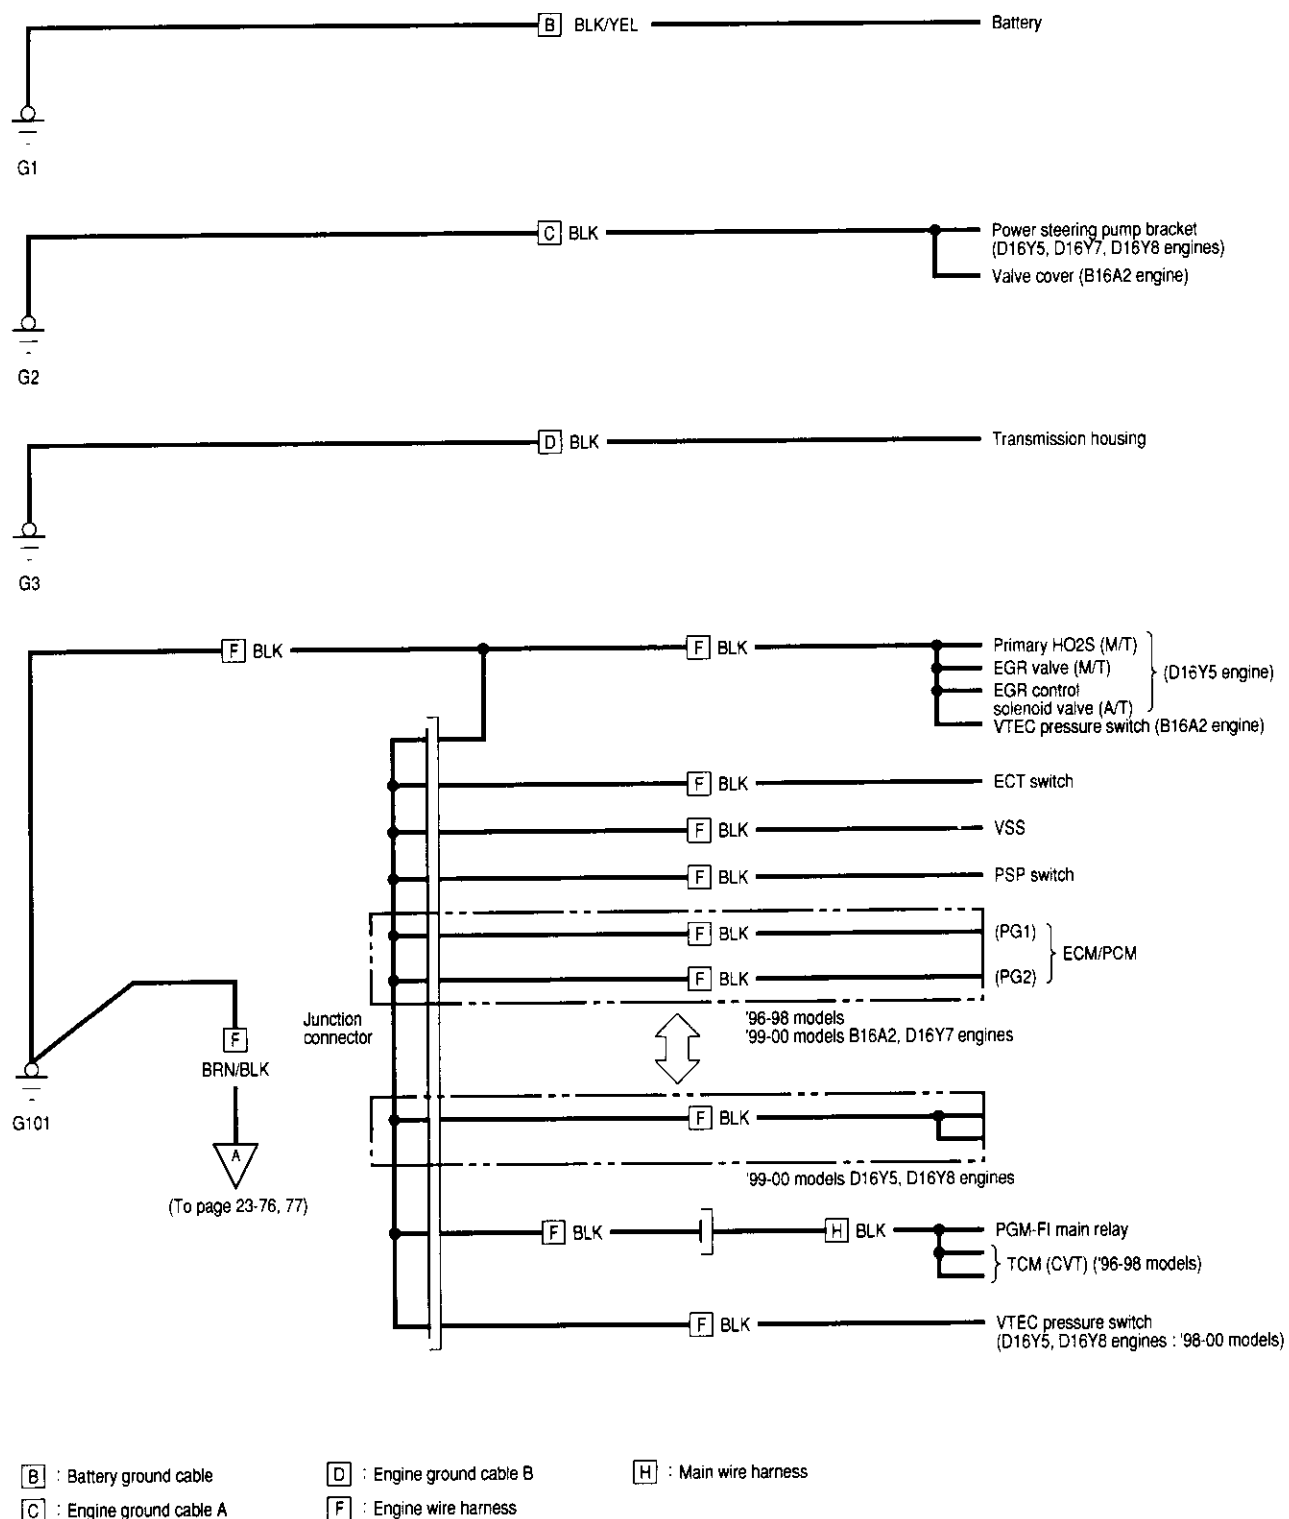 B BLK/YEL Battery
G1
C BLK Power steering pump bracket
(D16Y5, D16Y7, D16Y8 engines)
Valve cover (B16A2 engine)
G2
D BLK Transmission housing
G3
F BLK F BLK Primary HO2S (M/T)
EGR valve (M/T)
(D16Y5 engine)
EGR control
solenoid valve (A/T)
VTEC pressure switch (B16A2 engine)
F BLK ECT switch
F BLK VSS
F BLK PSP switch
F BLK (PG1)
ECM/PCM
F BLK (PG2)
Junction
connector
'96-98 models
'99-00 models B16A2, D16Y7 engines
F
BRN/BLK
G101
A
(To page 23-76, 77)
F BLK
'99-00 models D16Y5, D16Y8 engines
F BLK H BLK PGM-FI main relay
TCM (CVT) ('96-98 models)
F BLK VTEC pressure switch
(D16Y5, D16Y8 engines : '98-00 models)
B : Battery ground cable
D : Engine ground cable B
H : Main wire harness
C : Engine ground cable A
F : Engine wire harness